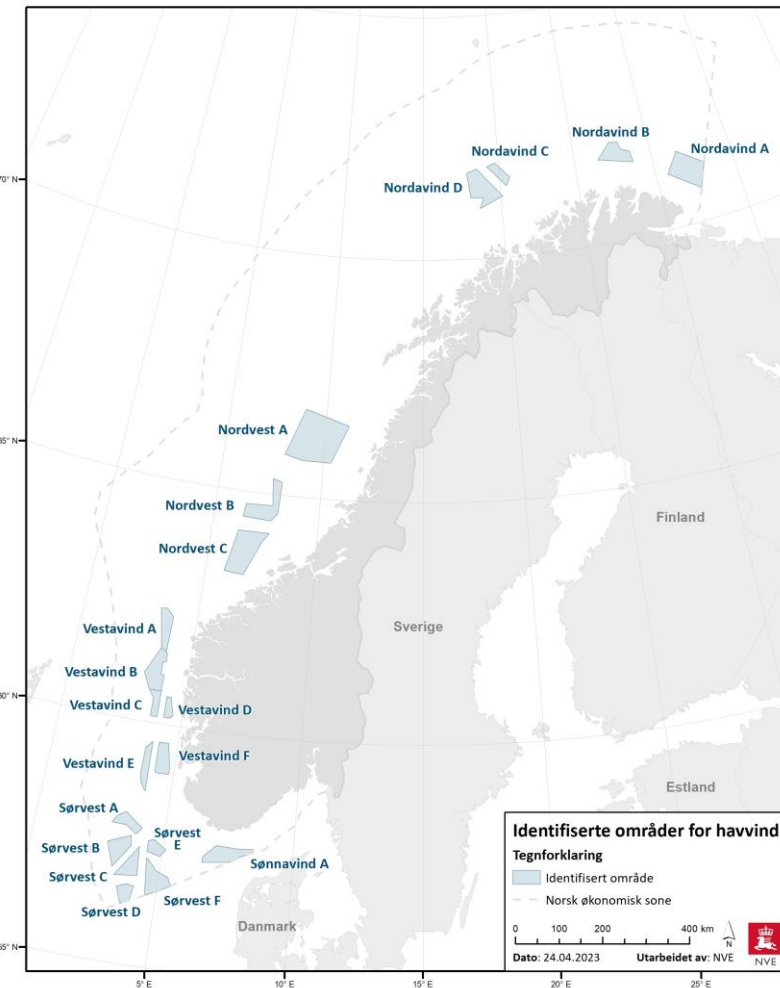 Nordavind B
Nordavind C
Nordavind A
Nordavind D
70° N
Nordvest A
65° N
Nordvest B
Finland
Nordvest C
Sverige
Vestavind A
Vestavind B
60° N
Vestavind C
Vestavind D
Vestavind F
Vestavind E
Estland
Sørvest A
Sørvest
E
Sørvest B
Sønnavind A
Sørvest C
Sørvest F
Sørvest D
Danmark
55° N
Identifiserte områder for havvind
Tegnforklaring
Identifisert område
Norsk økonomisk sone
0 100 200 400 km
N
Dato: 24.04.2023 Utarbeidet av: NVE
NVE
5° E 10° E 15° E 20° E 25° E